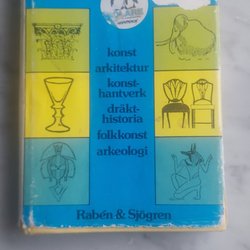 konst
arkitektur
konst-
hantverk
dräkt-
historia
folkkonst
arkeologi
Rabén & Sjögren